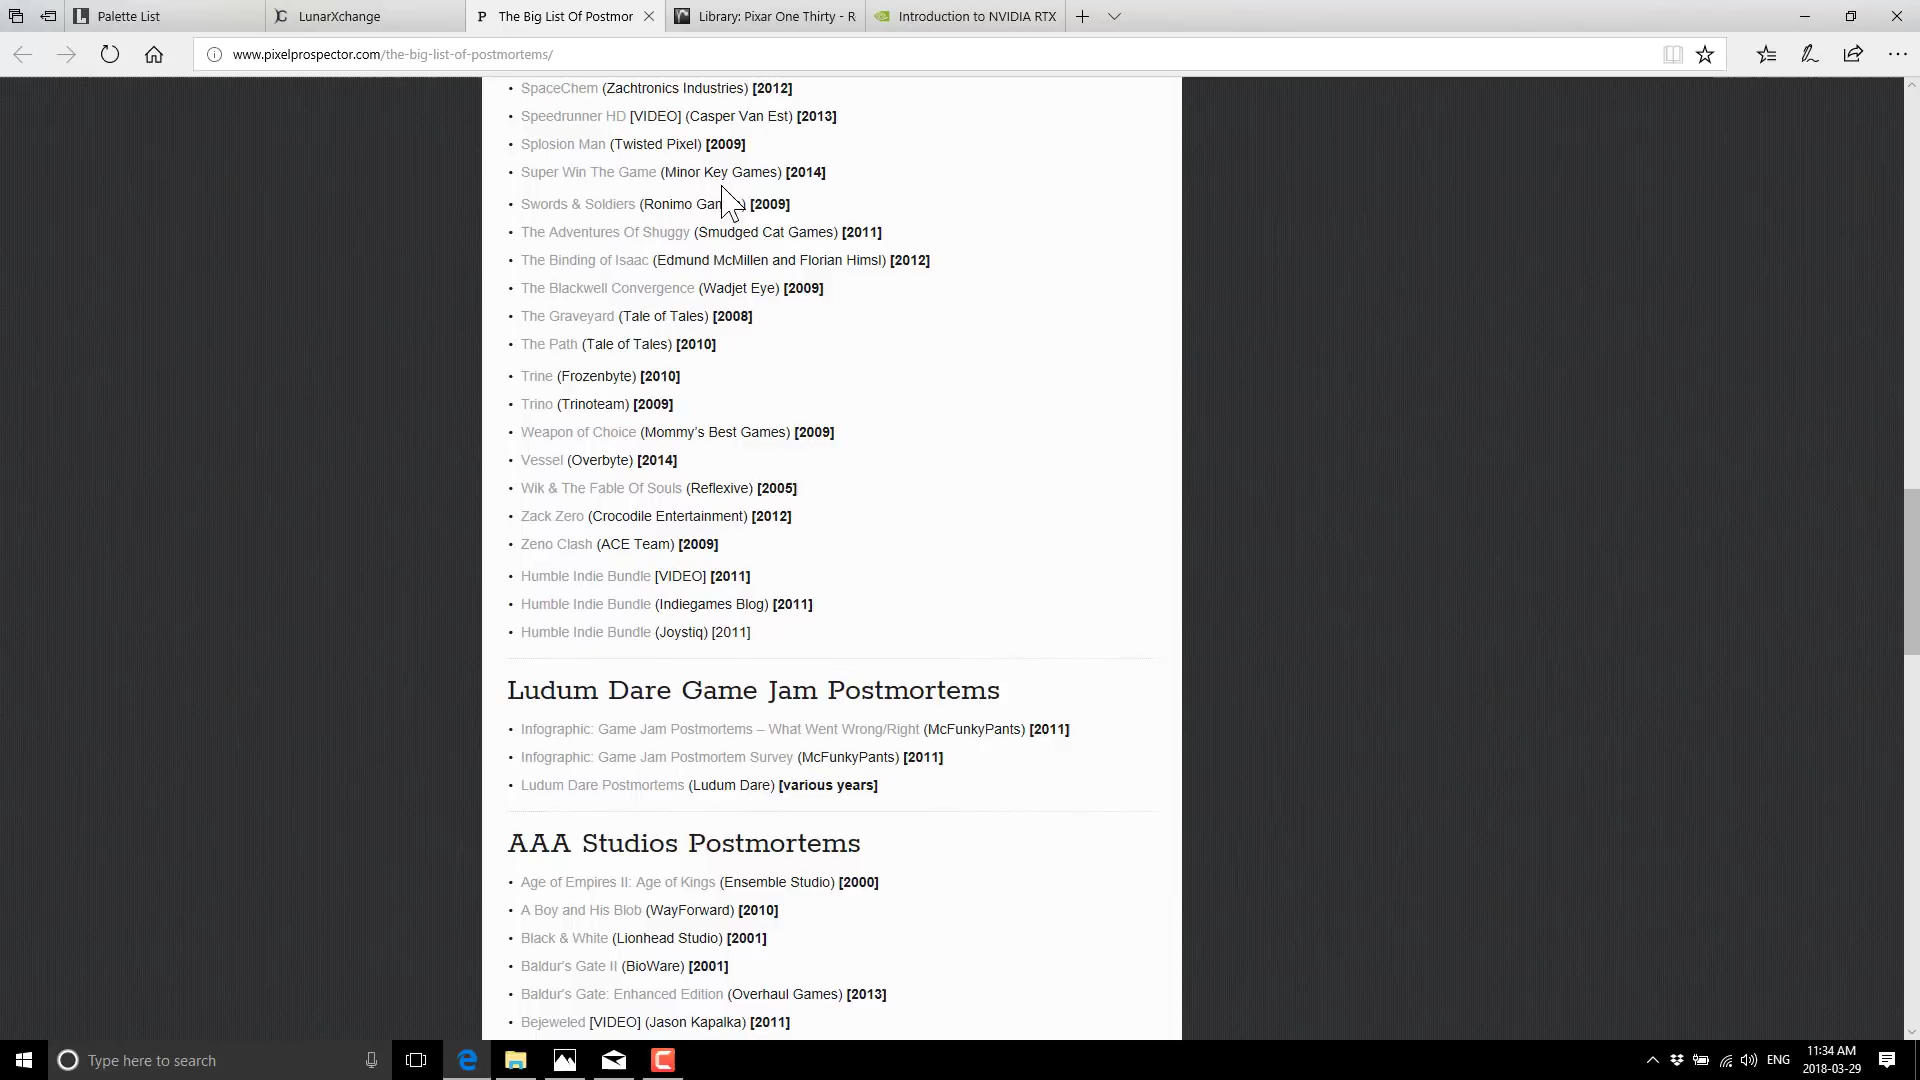 Palette List
LunarXchange
The Big List Of Postmor
Library: Pixar One Thirty - R
Introduction to NVIDIA RTX
www.pixelprospector.com/the-big-list-of-postmortems/
• SpaceChem (Zachtronics Industries) [2012]
• Speedrunner HD [VIDEO] (Casper Van Est) [2013]
• Splosion Man (Twisted Pixel) [2009]
• Super Win The Game (Minor Key Games) [2014]
• Swords & Soldiers (Ronimo [2009]
• The Adventures Of Shuggy (Smudged Cat Games) [2011]
• The Binding of Isaac (Edmund McMillen and Florian Himsl) [2012]
• The Blackwell Convergence (Wadjet Eye) [2009]
• The Graveyard (Tale of Tales) [2008]
• The Path (Tale of Tales) [2010]
• Trine (Frozenbyte) [2010]
• Trino (Trinoteam) [2009]
• Weapon of Choice (Mommy’s Best Games) [2009]
• Vessel (Overbyte) [2014]
• Wik & The Fable Of Souls (Reflexive) [2005]
• Zack Zero (Crocodile Entertainment) [2012]
• Zeno Clash (ACE Team) [2009]
• Humble Indie Bundle [VIDEO] [2011]
• Humble Indie Bundle (Indiegames Blog) [2011]
• Humble Indie Bundle (Joystiq) [2011]
Ludum Dare Game Jam Postmortems
• Infographic: Game Jam Postmortems – What Went Wrong/Right (McFunkyPants) [2011]
• Infographic: Game Jam Postmortem Survey (McFunkyPants) [2011]
• Ludum Dare Postmortems (Ludum Dare) [various years]
AAA Studios Postmortems
• Age of Empires II: Age of Kings (Ensemble Studio) [2000]
• A Boy and His Blob (WayForward) [2010]
• Black & White (Lionhead Studio) [2001]
• Baldur’s Gate II (BioWare) [2001]
• Baldur’s Gate: Enhanced Edition (Overhaul Games) [2013]
• Bejeweled [VIDEO] (Jason Kapalka) [2011]
Type here to search
ENG
11:34 AM
2018-03-29